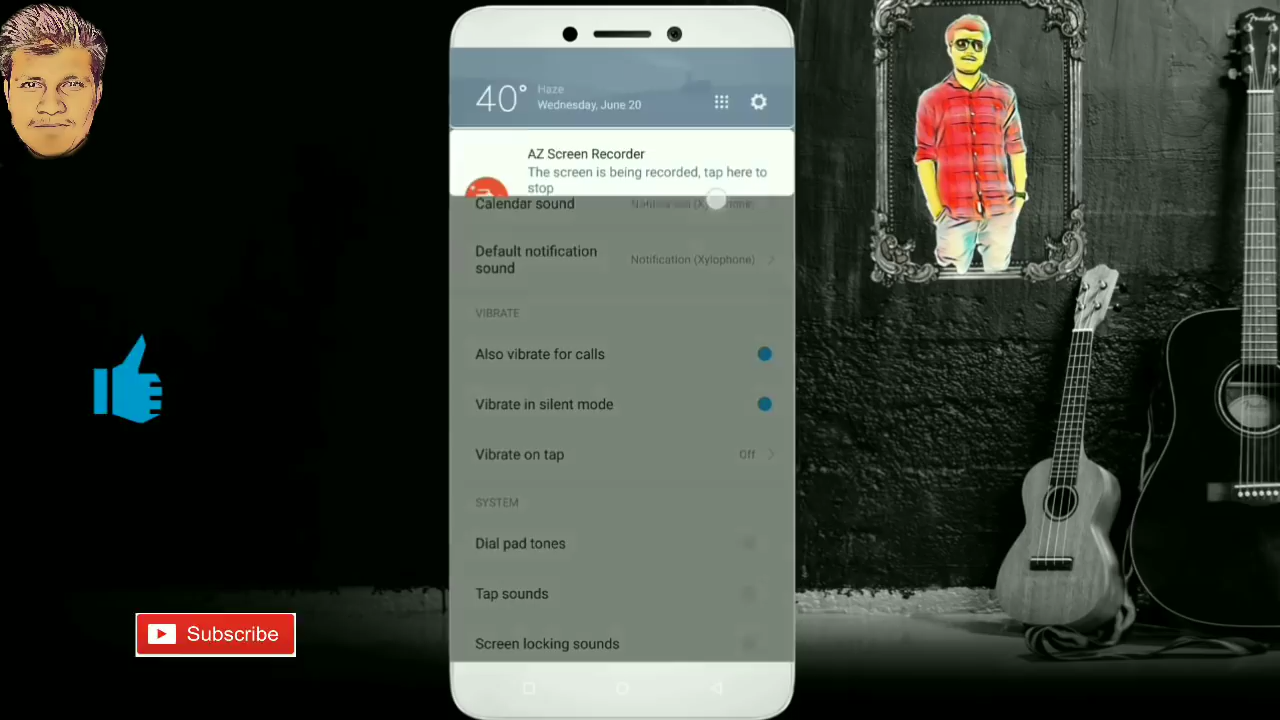 40°
Haze
Wednesday, June 20
AZ Screen Recorder
The screen is being recorded, tap here to
stop
Calendar sound
Default notification
sound
Notification (Xylophone)
VIBRATE
Also vibrate for calls
Vibrate in silent mode
Vibrate on tap
Off
SYSTEM
Dial pad tones
Tap sounds
Screen locking sounds
Subscribe
Fender